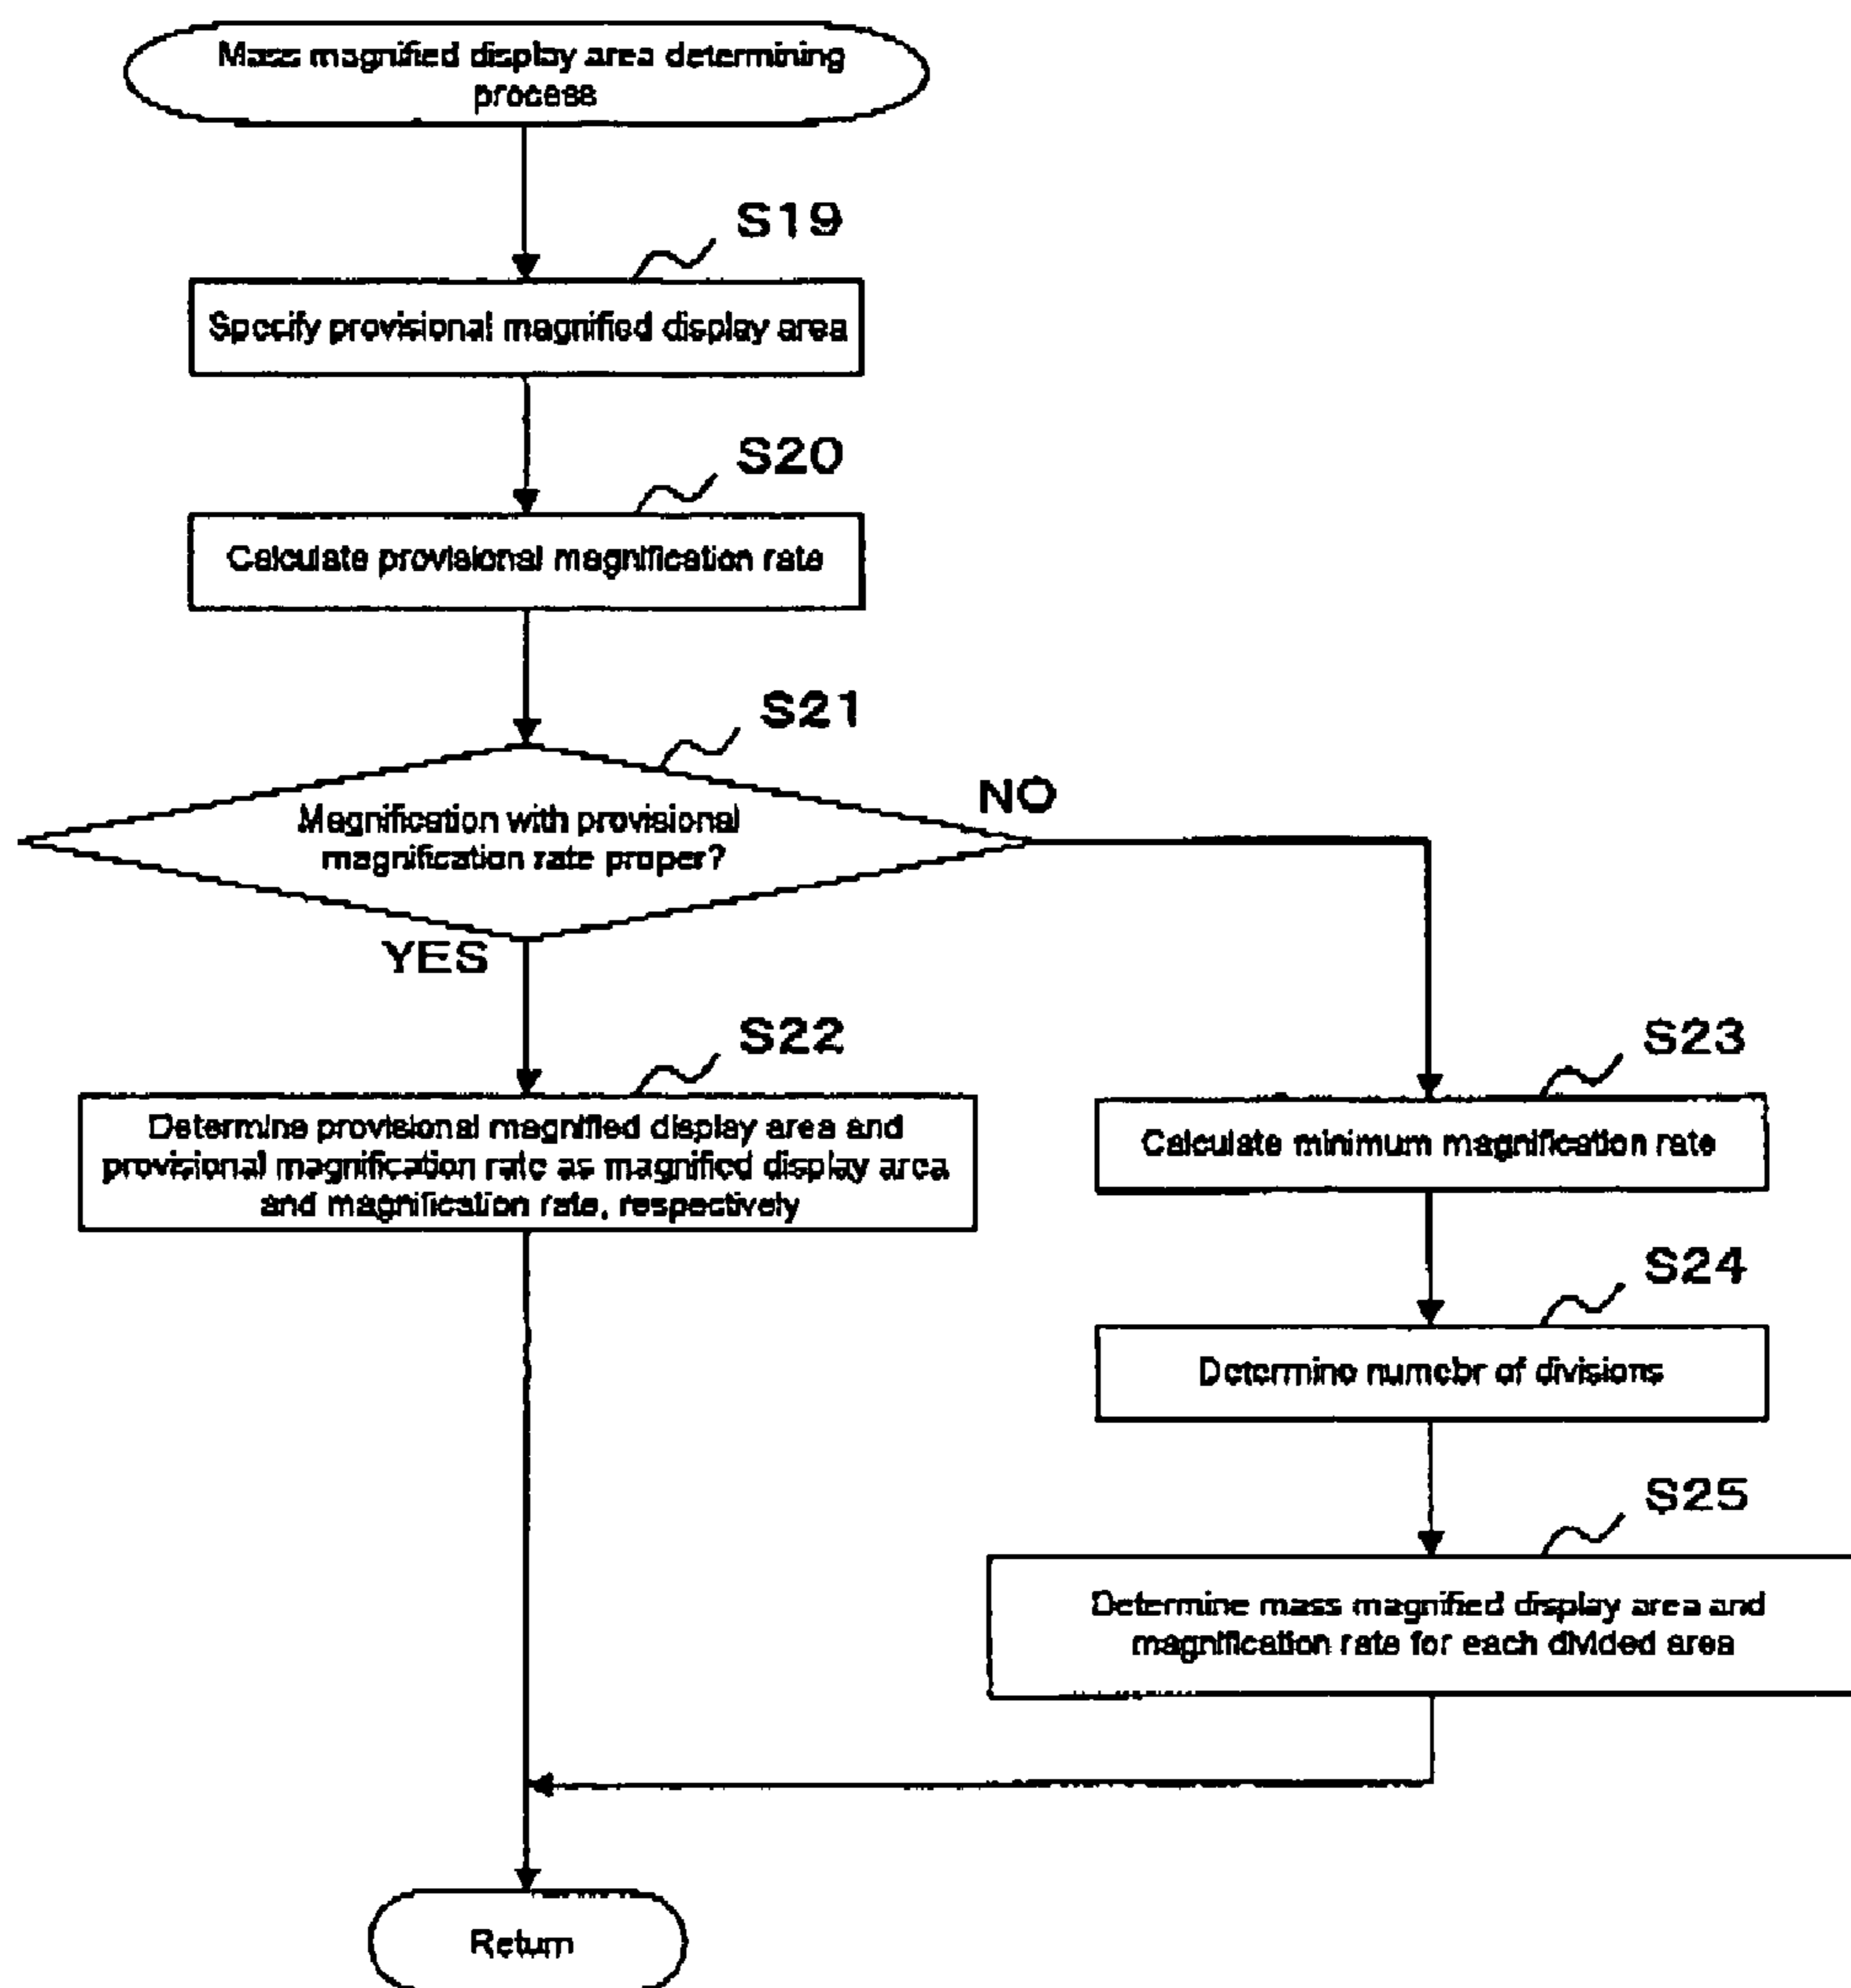 Mass magnified display area determining
process
S19
Specify provisional magnified display area
S20
Calculate provisional magnification rate
S21
Magnification with provisional
magnification rate proper?
NO
YES
S22
Determine provisional magnified display area and
provisional magnification rate as magnified display area
and magnification rate, respectively
S23
Calculate minimum magnification rate
S24
Determine numebr of divisions
S25
Determine mass magnified display area and
magnification rate for each divided area
Return